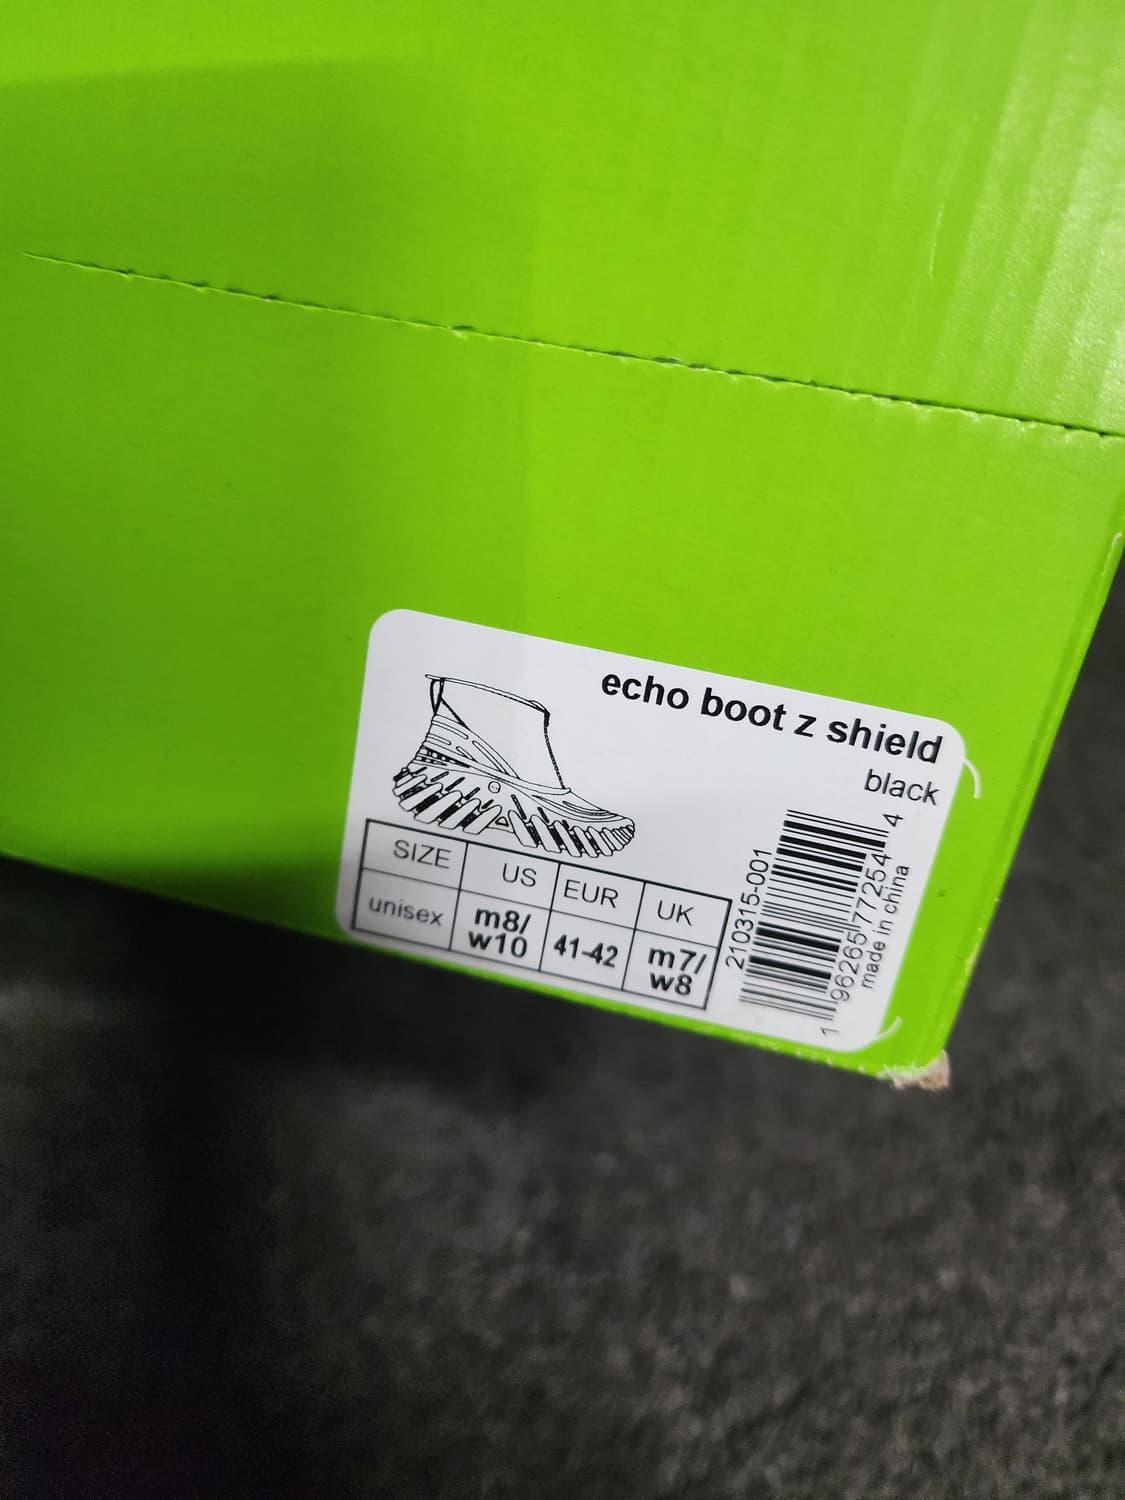 echo boot z shield
black
SIZE US EUR UK
unisex m8/ 41-42 m7/
w10 w8
210315-001
1 96265 77254 4
made in china